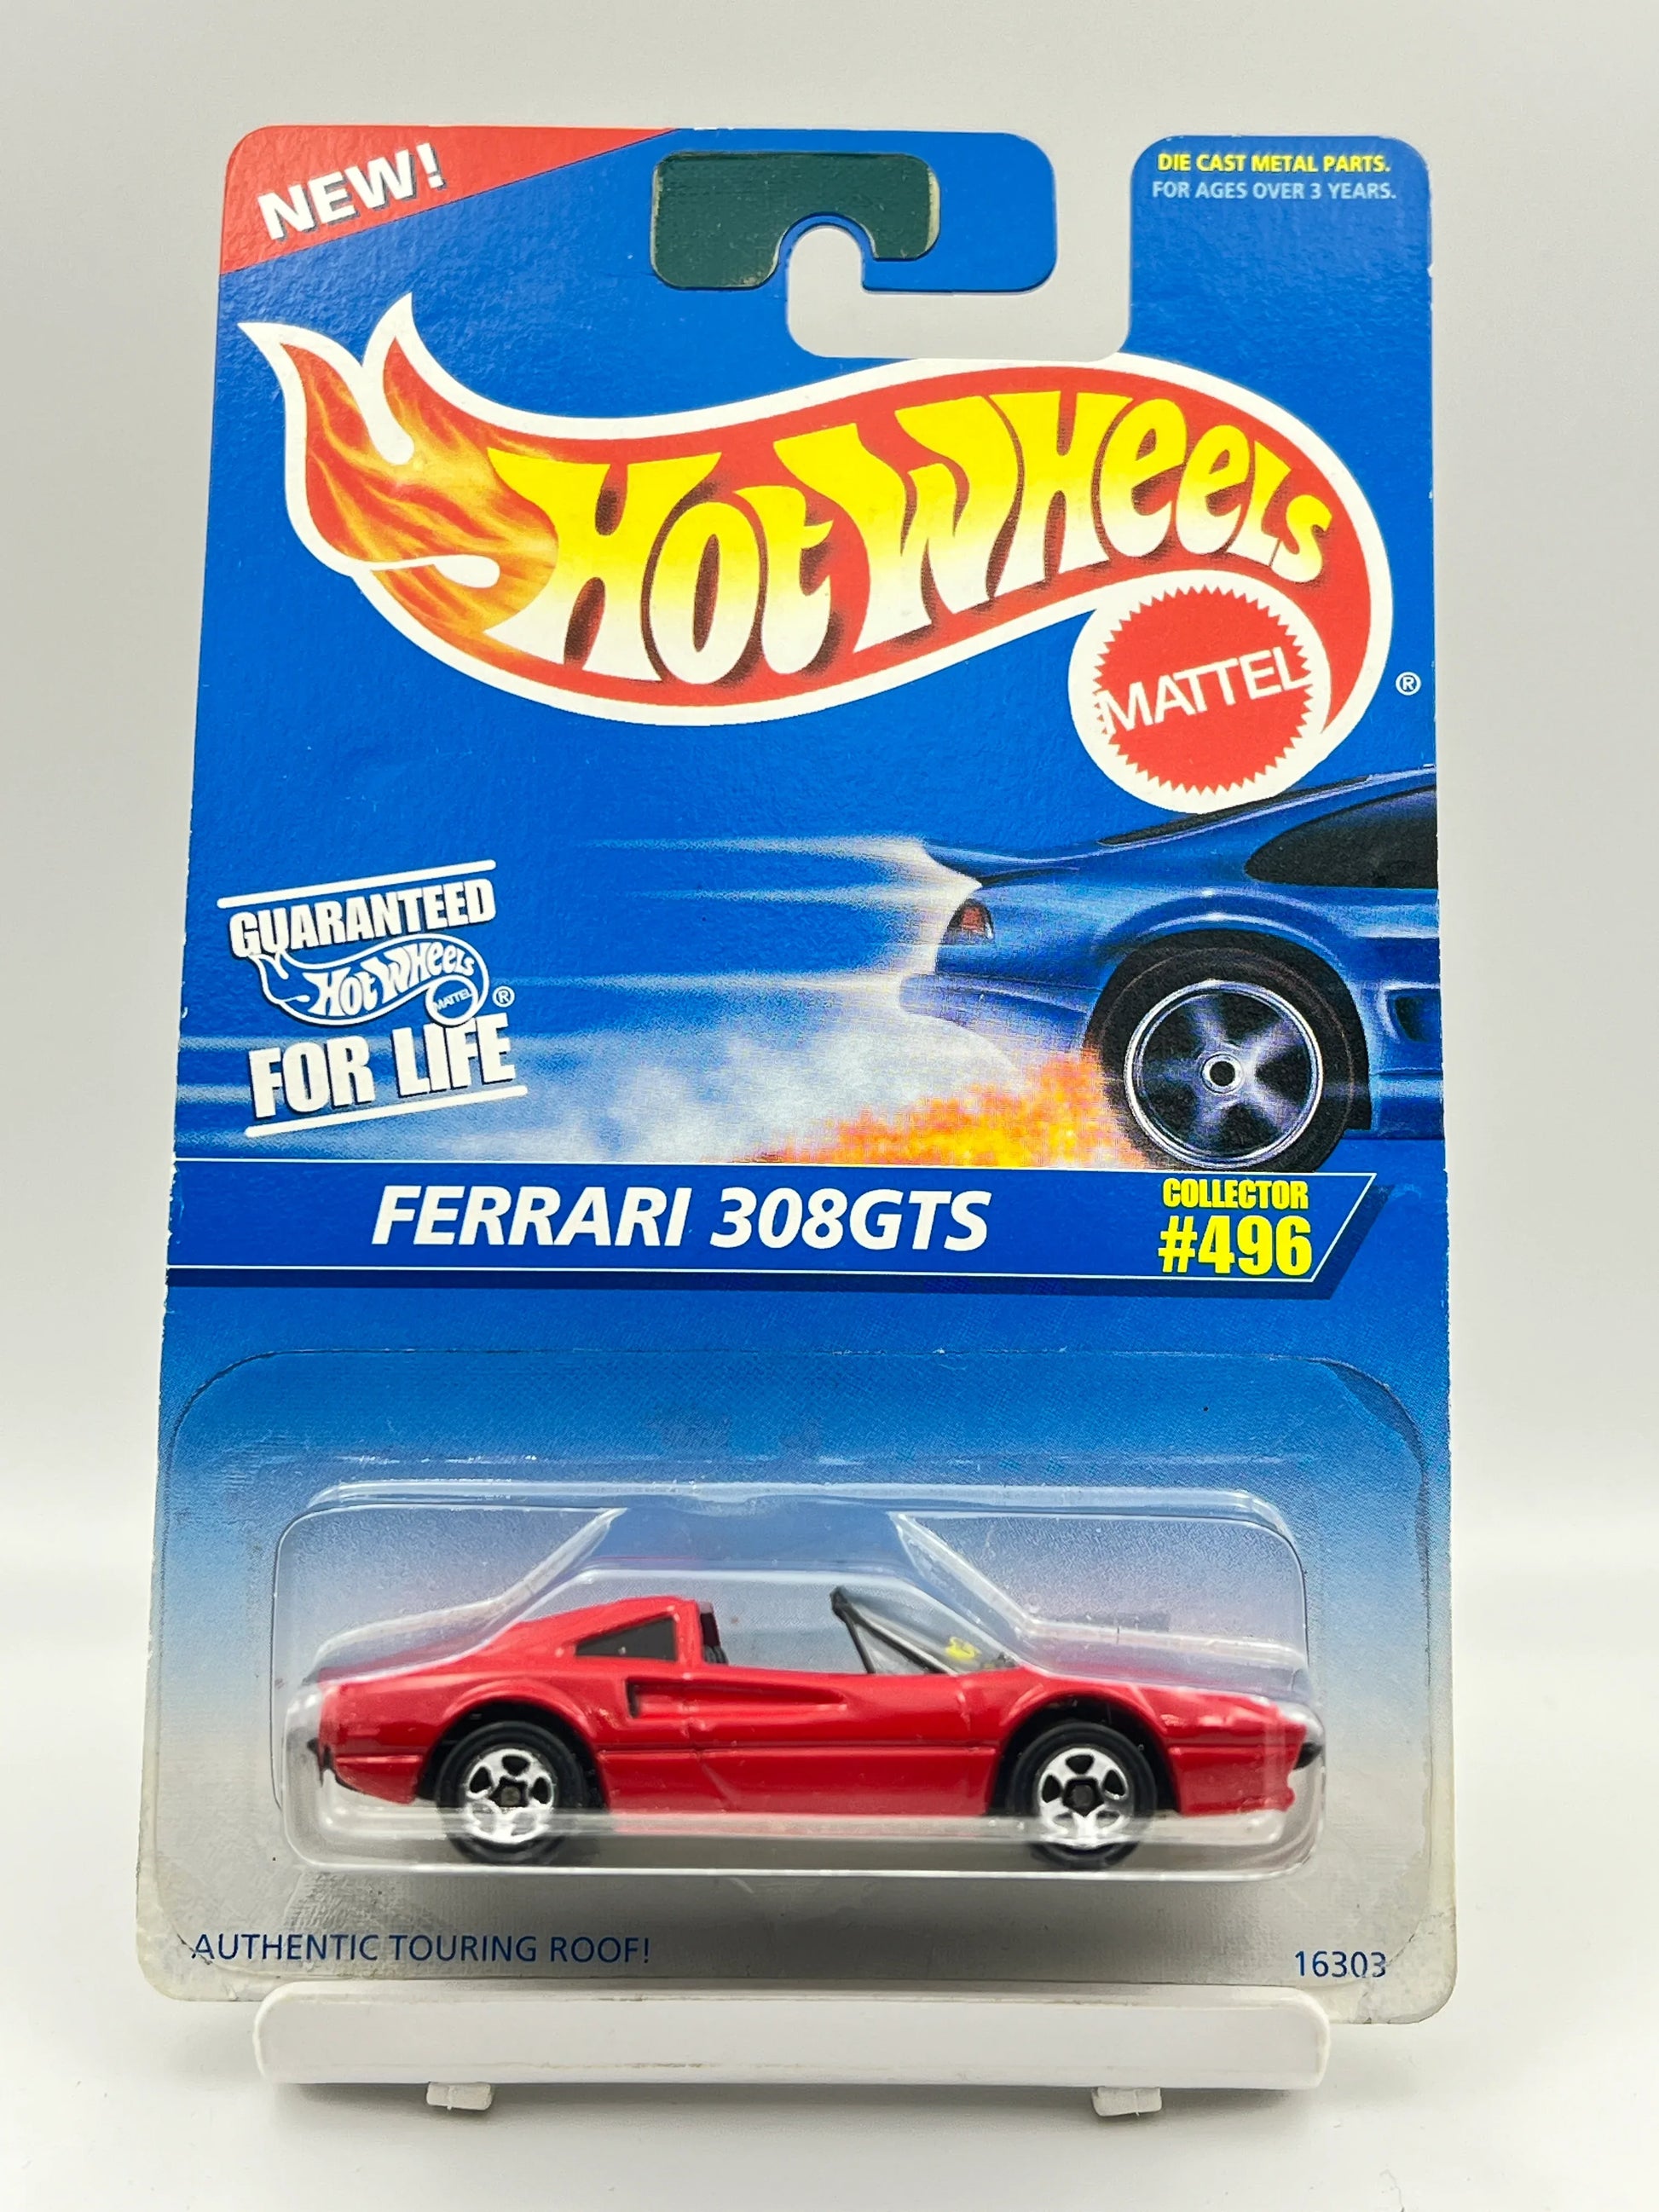 NEW!
DIE CAST METAL PARTS.
FOR AGES OVER 3 YEARS.
HOT WHEELS
MATTEL
®
GUARANTEED
HOT WHEELS
MATTEL
®
FOR LIFE
FERRARI 308GTS
COLLECTOR
#496
AUTHENTIC TOURING ROOF!
16303